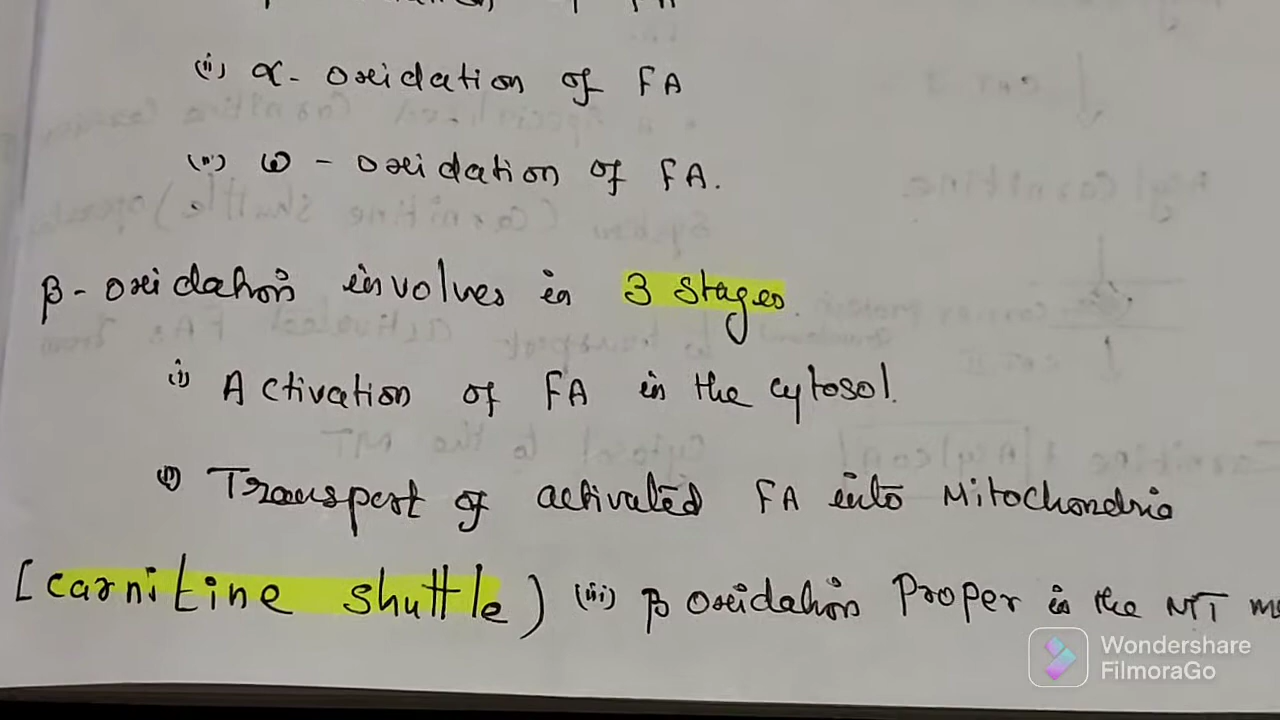 (ii) α- oxidation of FA
(iii) ω - oxidation of FA.
β- oxidation involves in 3 stages.
i) Activation of FA in the cytosol.
ii) Transport of activated FA into Mitochondria
[carnitine shuttle) (iii) β oxidation Proper in the MT
Wondershare
FilmoraGo